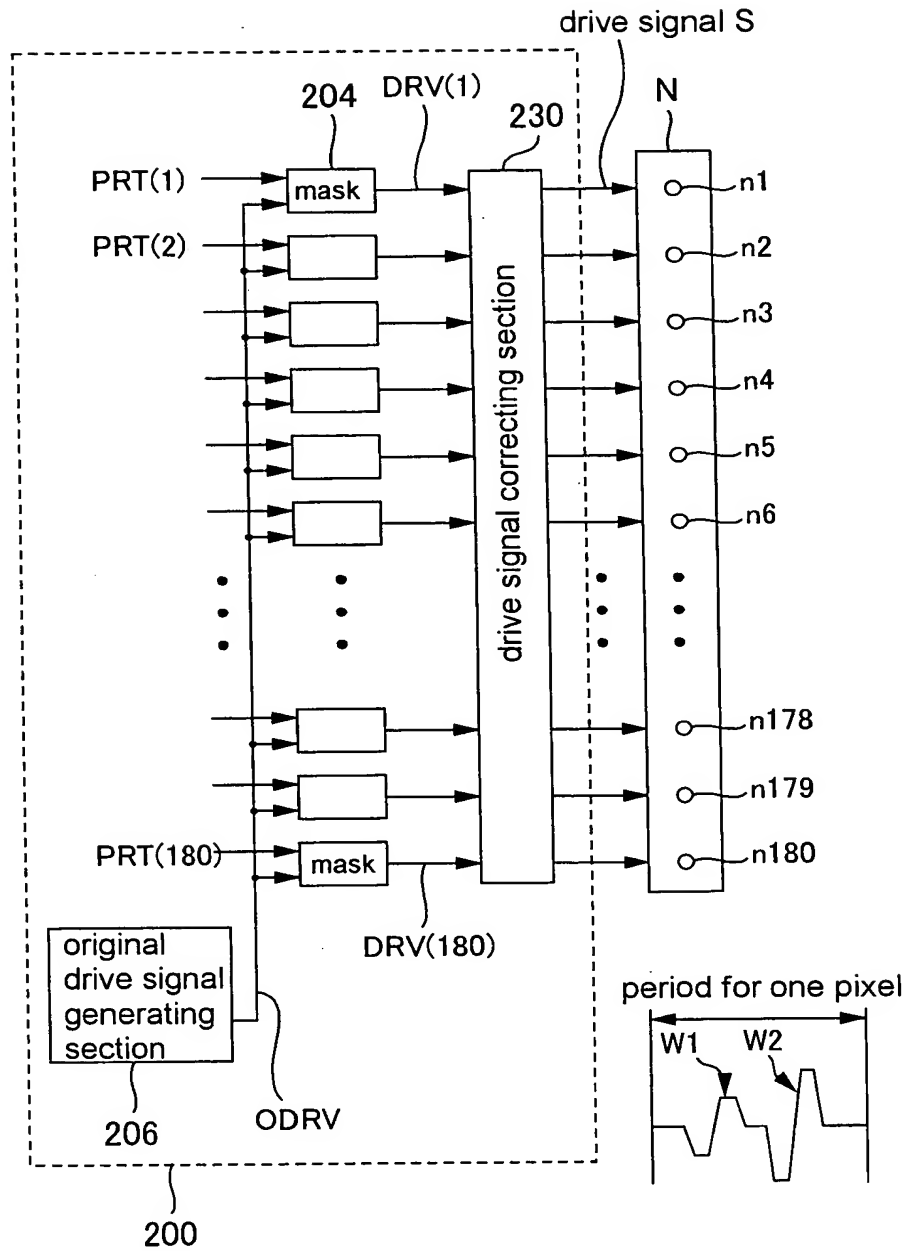 drive signal S
DRV(1)
204
N
230
PRT(1)
mask
n1
PRT(2)
n2
n3
n4
n5
n6
drive signal correcting section
n178
n179
PRT(180)
mask
n180
DRV(180)
original
drive signal
generating
section
206
ODRV
200
period for one pixel
W1
W2